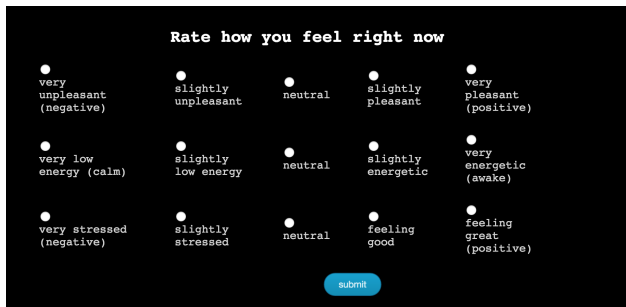 Rate how you feel right now
very unpleasant (negative)
slightly unpleasant
neutral
slightly pleasant
very pleasant (positive)
very low energy (calm)
slightly low energy
neutral
slightly energetic
very energetic (awake)
very stressed (negative)
slightly stressed
neutral
feeling good
feeling great (positive)
submit